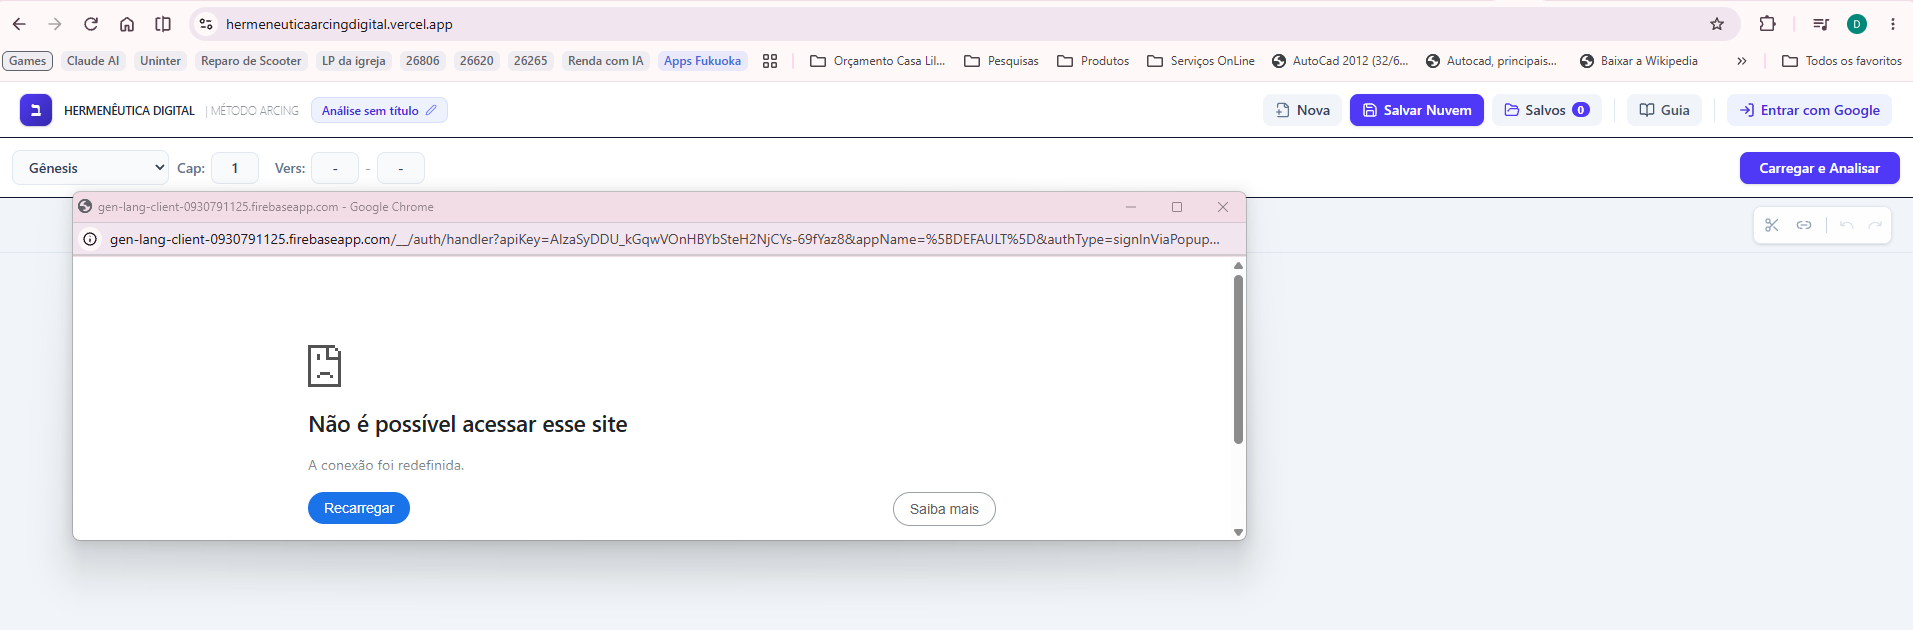 hermeneuticaarcingdigital.vercel.app
D
Games Claude AI Uninter Reparo de Scooter LP da igreja 26806 26620 26265 Renda com IA Apps Fukuoka Orçamento Casa Lil... Pesquisas Produtos Serviços OnLine AutoCad 2012 (32/6... Autocad, principais... Baixar a Wikipedia » Todos os favoritos
ב HERMENÊUTICA DIGITAL | MÉTODO ARCING Análise sem título Nova Salvar Nuvem Salvos 0 Guia Entrar com Google
Gênesis Cap: 1 Vers: - - - Carregar e Analisar
gen-lang-client-0930791125.firebaseapp.com - Google Chrome
gen-lang-client-0930791125.firebaseapp.com/__/auth/handler?apiKey=AIzaSyDDU_kGqwVOnHBYbSteH2NjCYs-69fYaz8&appName=%5BDEFAULT%5D&authType=signInViaPopup...
Não é possível acessar esse site
A conexão foi redefinida.
Recarregar Saiba mais